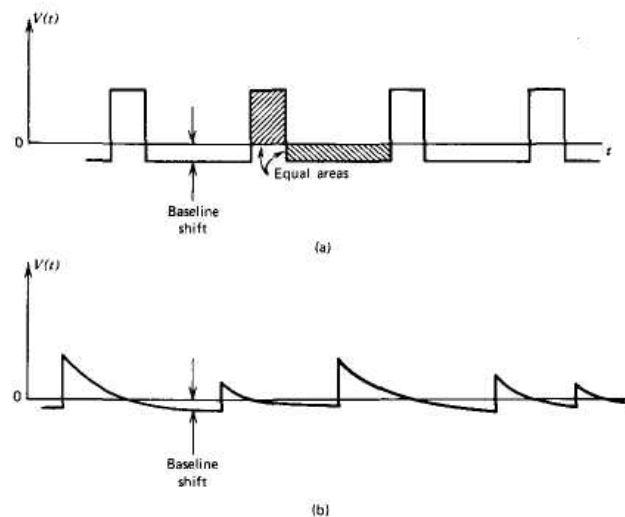 V(t)
0
t
Equal areas
Baseline
shift
(a)
V(t)
0
Baseline
shift
(b)